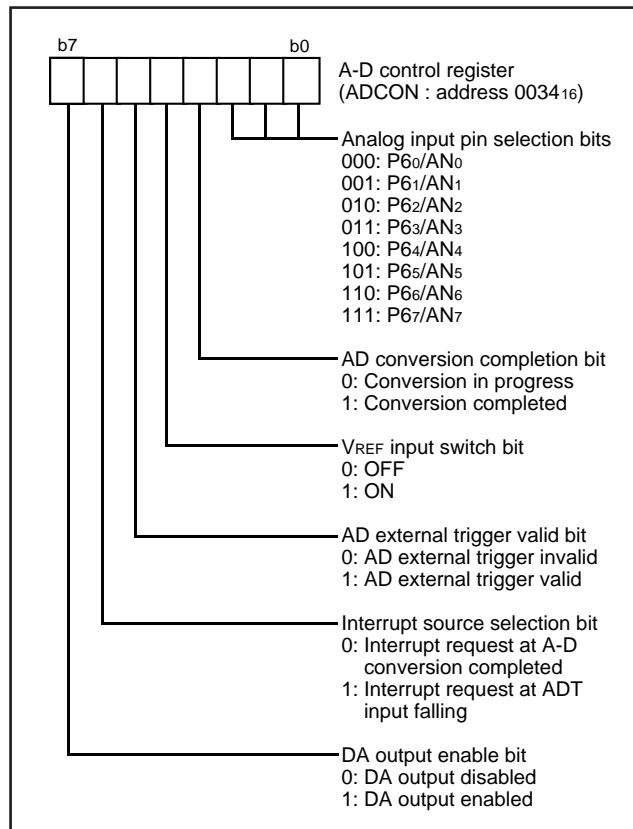 b7 b0
A-D control register
(ADCON : address 0034₁₆)
Analog input pin selection bits
000: P6₀/AN₀
001: P6₁/AN₁
010: P6₂/AN₂
011: P6₃/AN₃
100: P6₄/AN₄
101: P6₅/AN₅
110: P6₆/AN₆
111: P6₇/AN₇
AD conversion completion bit
0: Conversion in progress
1: Conversion completed
VREF input switch bit
0: OFF
1: ON
AD external trigger valid bit
0: AD external trigger invalid
1: AD external trigger valid
Interrupt source selection bit
0: Interrupt request at A-D
conversion completed
1: Interrupt request at ADT
input falling
DA output enable bit
0: DA output disabled
1: DA output enabled